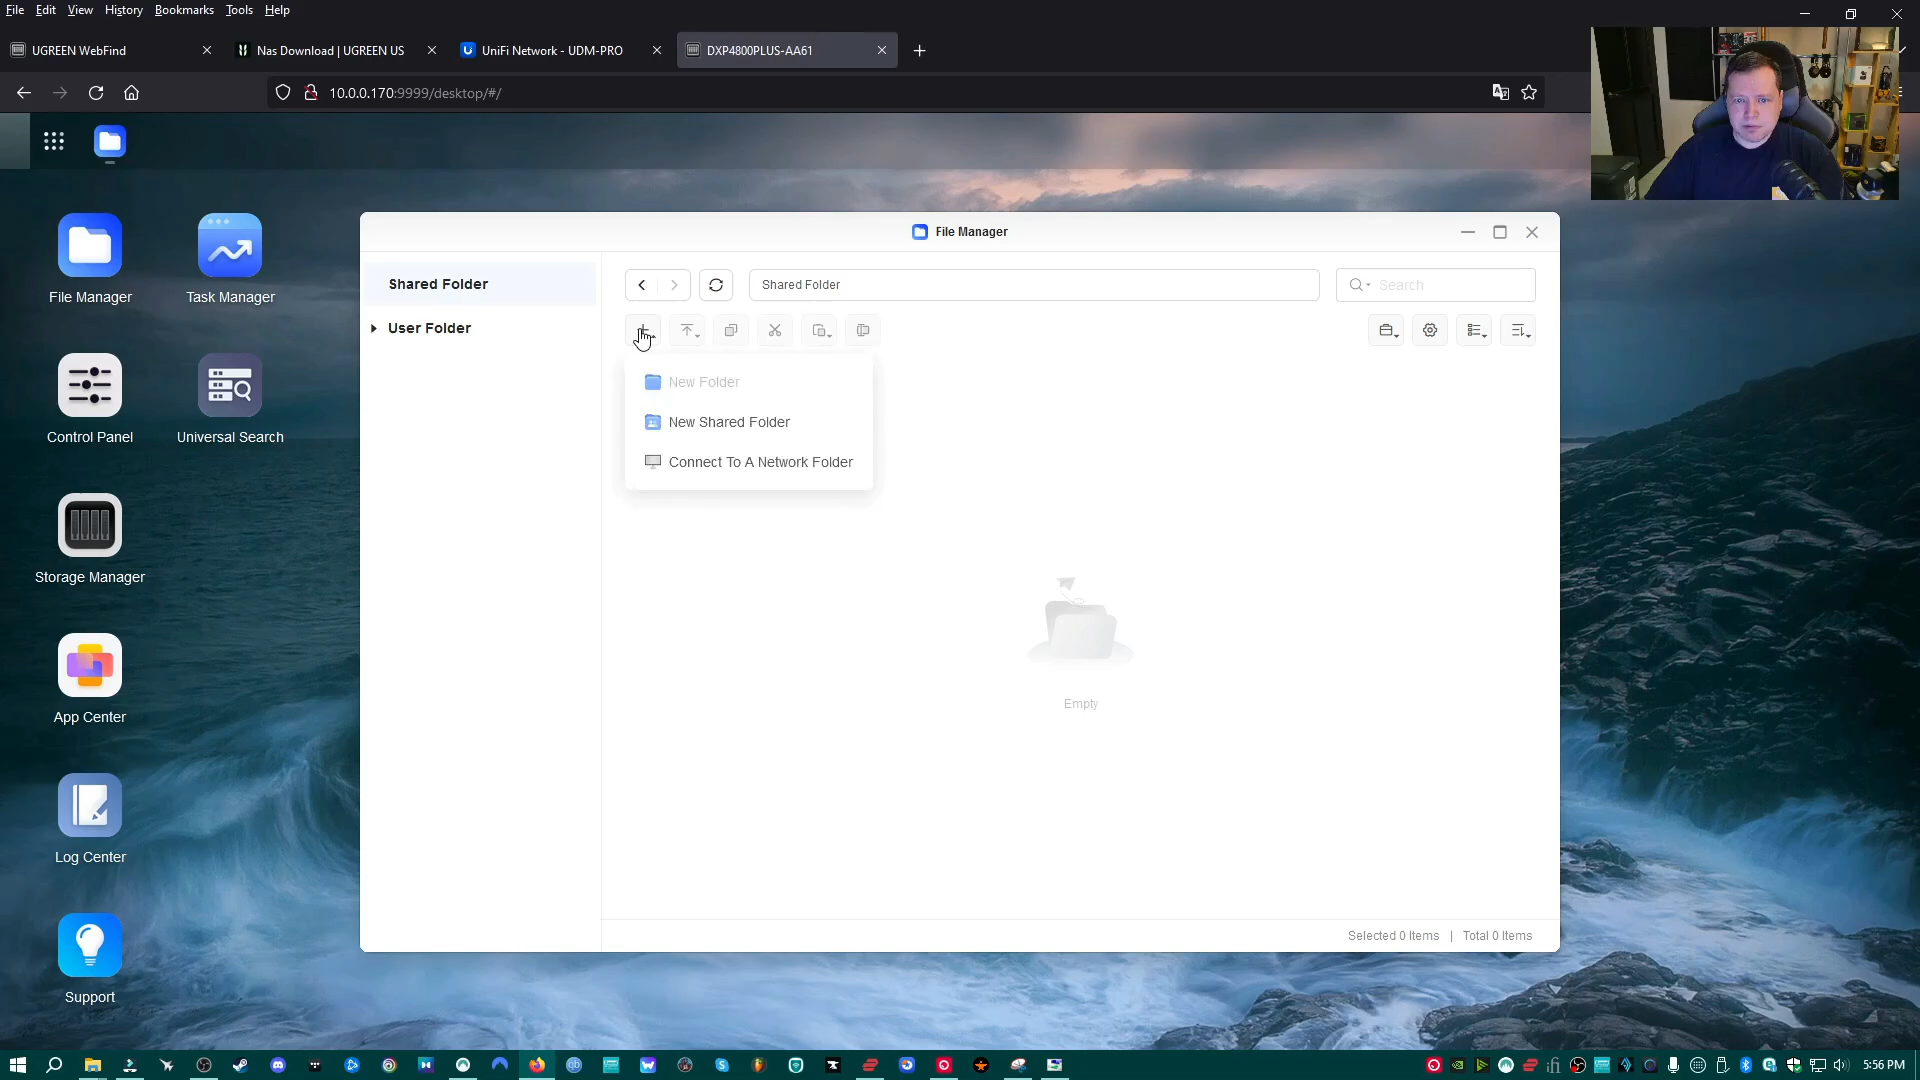 File Edit View History Bookmarks Tools Help
UGREEN WebFind
Nas Download | UGREEN US
UniFi Network - UDM-PRO
DXP4800PLUS-AA61
10.0.0.170:9999/desktop/#/
File Manager
Task Manager
Control Panel
Universal Search
Storage Manager
App Center
Log Center
Support
File Manager
Shared Folder
User Folder
Shared Folder
Search
New Folder
New Shared Folder
Connect To A Network Folder
Empty
Selected 0 Items | Total 0 Items
5:56 PM